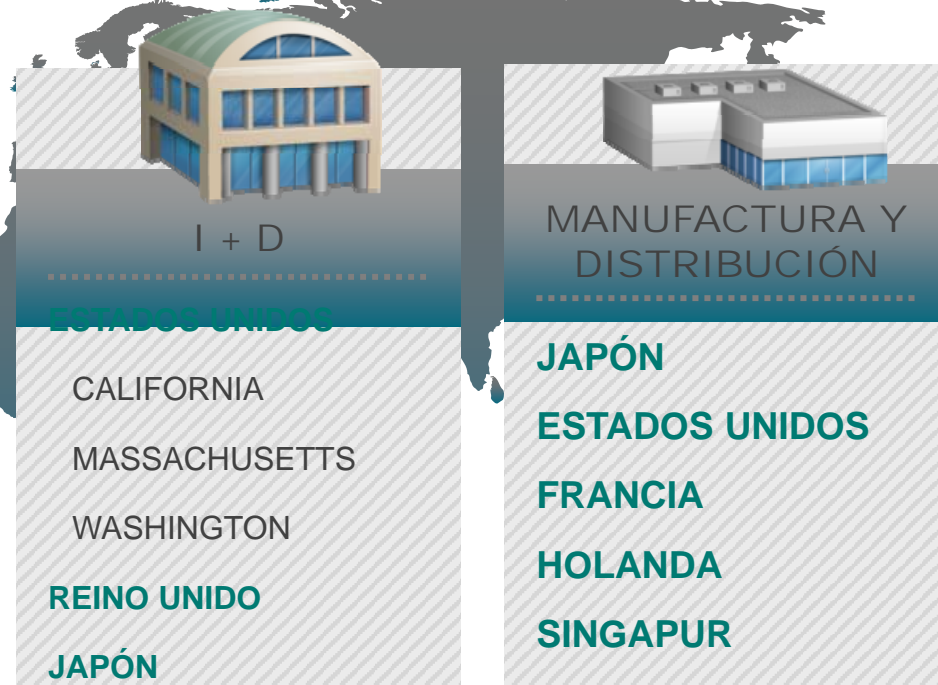 I + D
ESTADOS UNIDOS
CALIFORNIA
MASSACHUSETTS
WASHINGTON
REINO UNIDO
JAPÓN
MANUFACTURA Y
DISTRIBUCIÓN
JAPÓN
ESTADOS UNIDOS
FRANCIA
HOLANDA
SINGAPUR